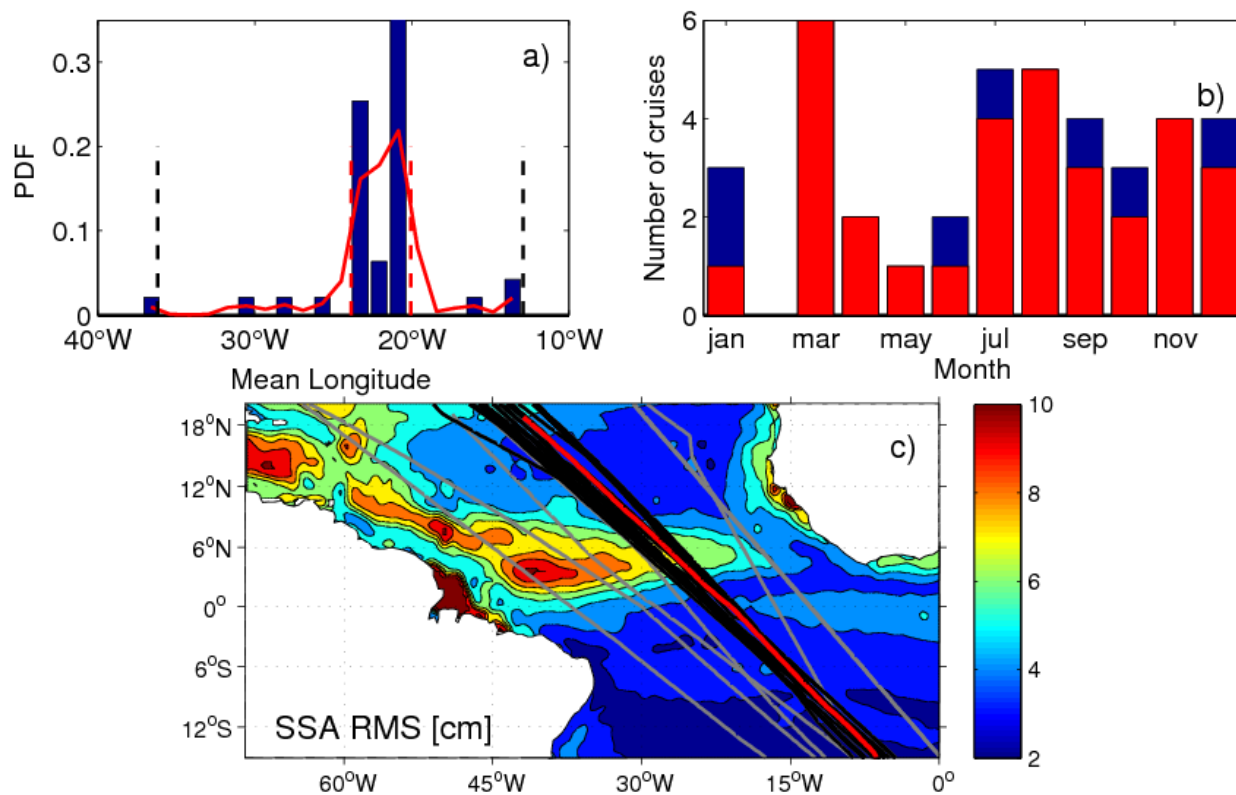 a)
PDF
0.3
0.2
0.1
0
40°W 30°W 20°W 10°W
Mean Longitude
b)
Number of cruises
6
4
2
0
jan mar may jul sep nov
Month
c)
18°N
12°N
6°N
0°
6°S
12°S
SSA RMS [cm]
60°W 45°W 30°W 15°W 0°
10
8
6
4
2